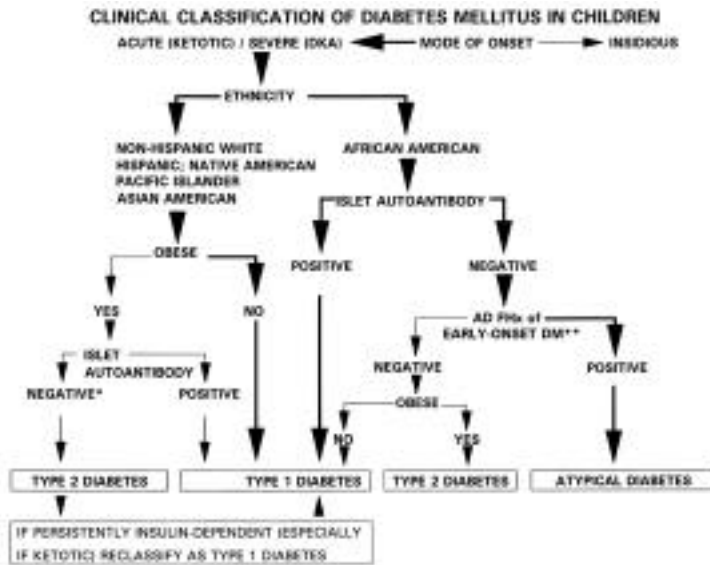 CLINICAL CLASSIFICATION OF DIABETES MELLITUS IN CHILDREN
ACUTE (KETOTIC) / SEVERE (DKA) MODE OF ONSET INSIDIOUS
ETHNICITY
NON-HISPANIC WHITE
HISPANIC; NATIVE AMERICAN
PACIFIC ISLANDER
ASIAN AMERICAN
AFRICAN AMERICAN
ISLET AUTOANTIBODY
OBESE
POSITIVE NEGATIVE
YES NO
AD FHx of
EARLY-ONSET DM**
ISLET
AUTOANTIBODY
NEGATIVE POSITIVE
NEGATIVE* POSITIVE
OBESE
NO YES
TYPE 2 DIABETES TYPE 1 DIABETES TYPE 2 DIABETES ATYPICAL DIABETES
IF PERSISTENTLY INSULIN-DEPENDENT (ESPECIALLY
IF KETOTIC) RECLASSIFY AS TYPE 1 DIABETES